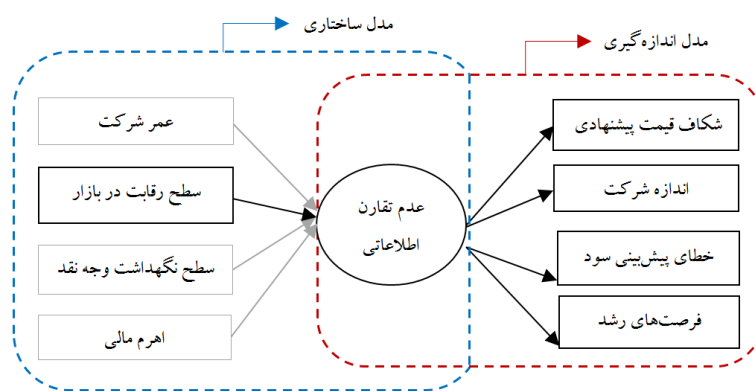 مدل ساختاری
مدل اندازه‌گیری
شکاف قیمت پیشنهادی
عمر شرکت
اندازه شرکت
سطح رقابت در بازار
عدم تقارن
اطلاعاتی
خطای پیش‌بینی سود
سطح نگهداشت وجه نقد
فرصت‌های رشد
اهرم مالی